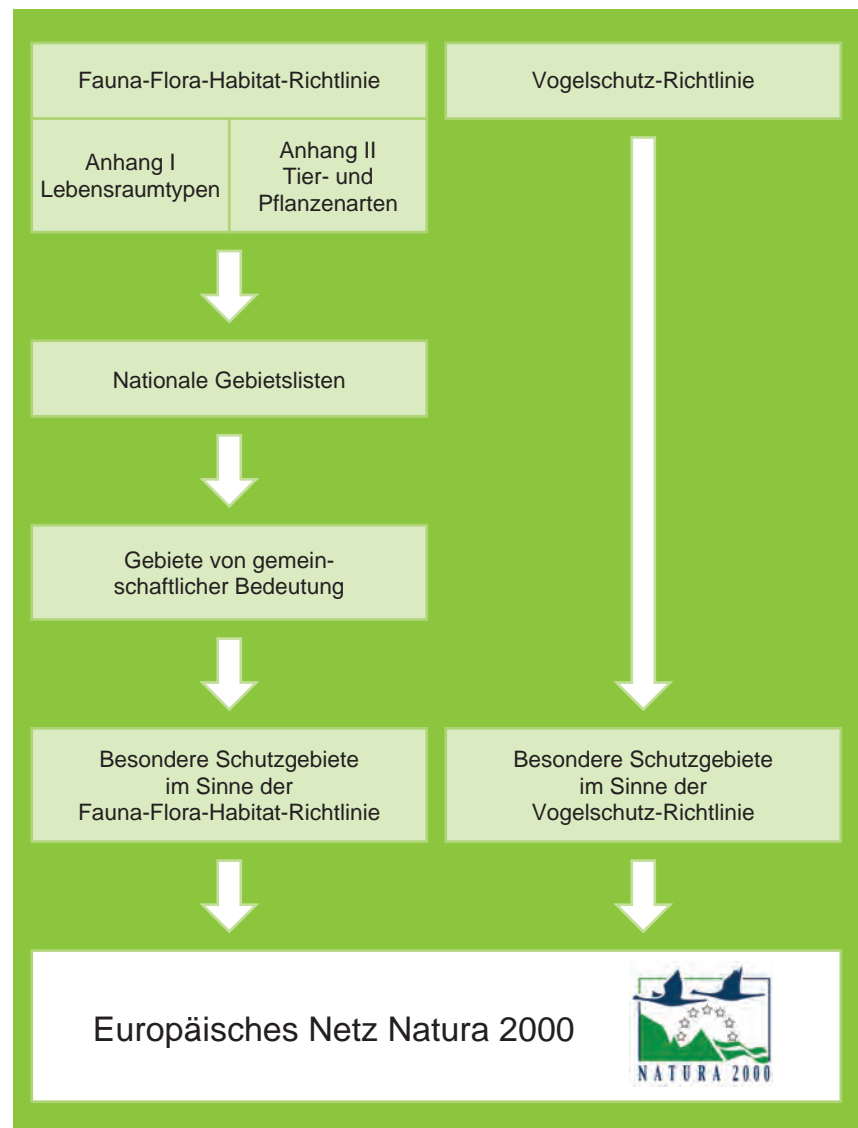 Fauna-Flora-Habitat-Richtlinie
Vogelschutz-Richtlinie
Anhang I
Lebensraumtypen
Anhang II
Tier- und
Pflanzenarten
Nationale Gebietslisten
Gebiete von gemein-
schaftlicher Bedeutung
Besondere Schutzgebiete
im Sinne der
Fauna-Flora-Habitat-Richtlinie
Besondere Schutzgebiete
im Sinne der
Vogelschutz-Richtlinie
Europäisches Netz Natura 2000
NATURA 2000